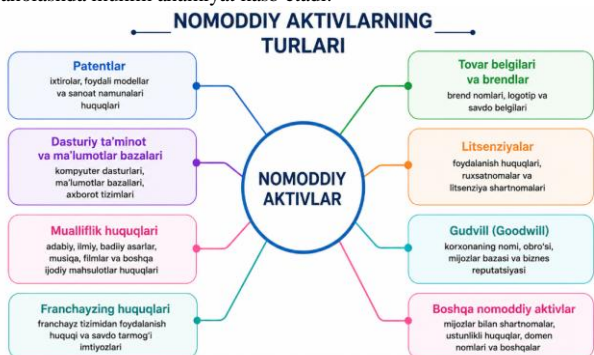 NOMODDIY AKTIVLARNING
TURLARI
Patentlar
ixtirolar, foydali modellar
va sanoat namunalari
huquqlari
Dasturiy ta'minot
va ma'lumotlar bazalari
kompyuter dasturlari,
ma'lumotlar bazallari,
axborot tizimlari
Mualliflik huquqlari
adabiy, ilmiy, badiiy asarlar,
musiqa, filmlar va boshqa
ijodiy mahsulotlar huquqlari
Franchayzing huquqlari
franchayz tizimidan foydalanish
huquqi va savdo tarmog'i
imtiyozlari
NOMODDIY
AKTIVLAR
Tovar belgilari
va brendlar
brend nomlari, logotip va
savdo belgilari
Litsenziyalar
foydalanish huquqlari,
ruxsatnomalar va
litsenziya shartnomalari
Gudvill (Goodwill)
korxonaning nomi, obro'si,
mijozlar bazasi va biznes
reputatsiyasi
Boshqa nomoddiy aktivlar
mijozlar bilan shartnomalar,
ustunlikli huquqlar, domen
nomlari va boshqalar